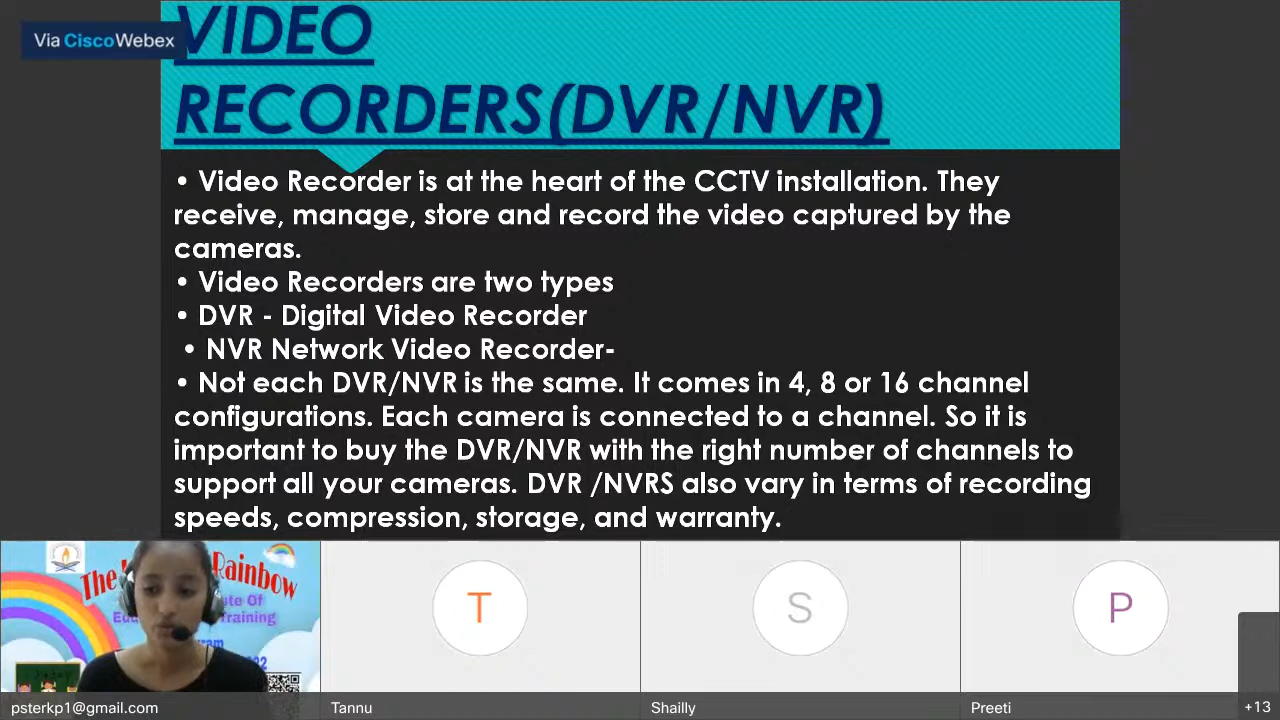 Via CiscoWebex
VIDEO
RECORDERS(DVR/NVR)
• Video Recorder is at the heart of the CCTV installation. They
receive, manage, store and record the video captured by the
cameras.
• Video Recorders are two types
• DVR - Digital Video Recorder
• NVR Network Video Recorder-
• Not each DVR/NVR is the same. It comes in 4, 8 or 16 channel
configurations. Each camera is connected to a channel. So it is
important to buy the DVR/NVR with the right number of channels to
support all your cameras. DVR /NVRS also vary in terms of recording
speeds, compression, storage, and warranty.
The Rainbow
Of
Training
T
S
P
psterkp1@gmail.com
Tannu
Shailly
Preeti
+13